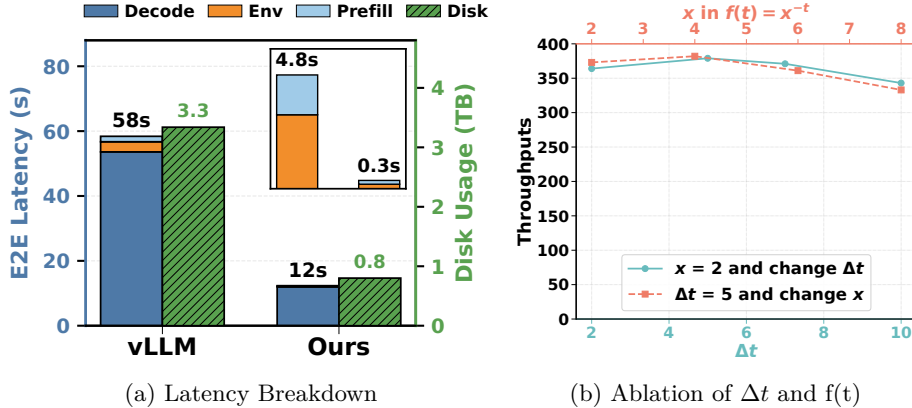 Decode Env Prefill Disk
E2E Latency (s)
80
60
40
20
0
58s
3.3
4.8s
0.3s
12s
0.8
vLLM Ours
4
3
2
1
0
Disk Usage (TB)
(a) Latency Breakdown
x in f(t) = x^{-t}
2 4 6 8
Throughputs
400
350
300
250
200
150
100
50
0
x = 2 and change Δt
Δt = 5 and change x
2 4 6 8 10
Δt
(b) Ablation of Δt and f(t)